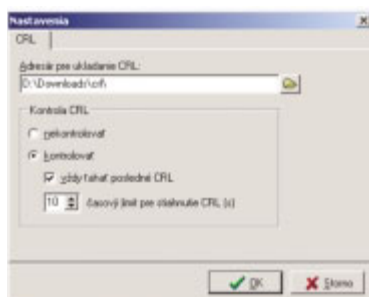 Nastavenia
CRL
Adresár pre ukladanie CRL:
D:\Downloads\crl\
Kontrola CRL
nekontrolovať
kontrolovať
vždy ťahať posledné CRL
10 časový limit pre stiahnutie CRL (s)
OK Storno